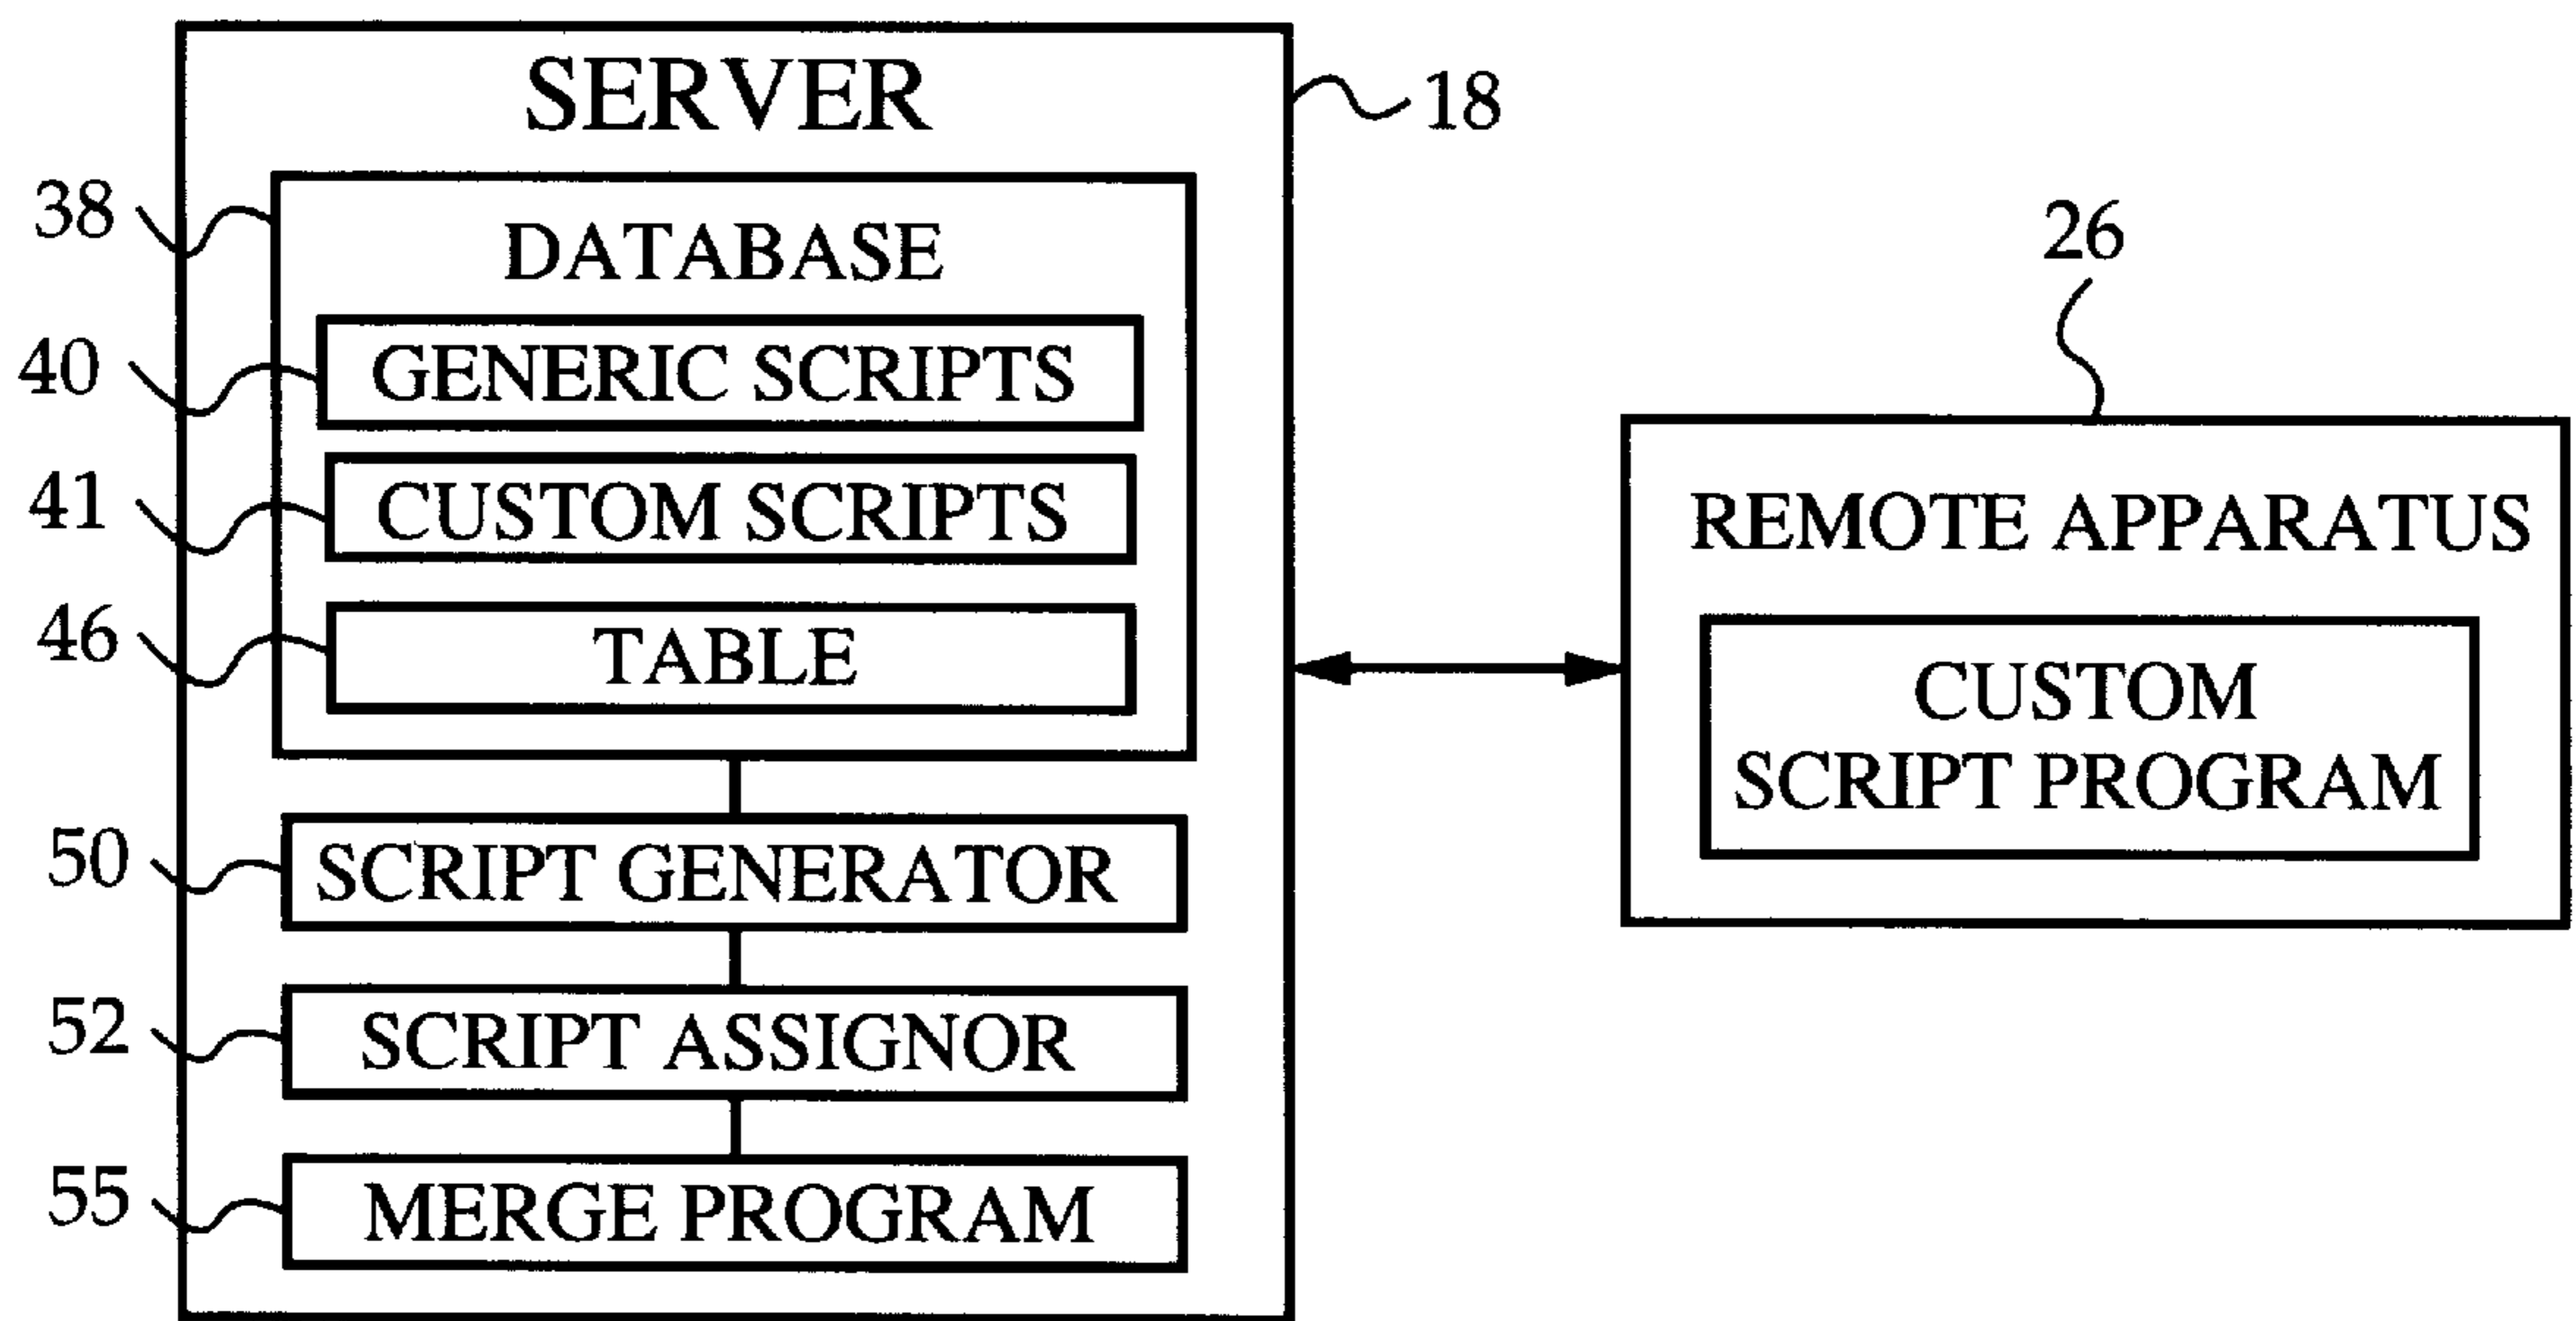 SERVER
18
38
DATABASE
26
40
GENERIC SCRIPTS
41
CUSTOM SCRIPTS
REMOTE APPARATUS
46
TABLE
CUSTOM
SCRIPT PROGRAM
50
SCRIPT GENERATOR
52
SCRIPT ASSIGNOR
55
MERGE PROGRAM